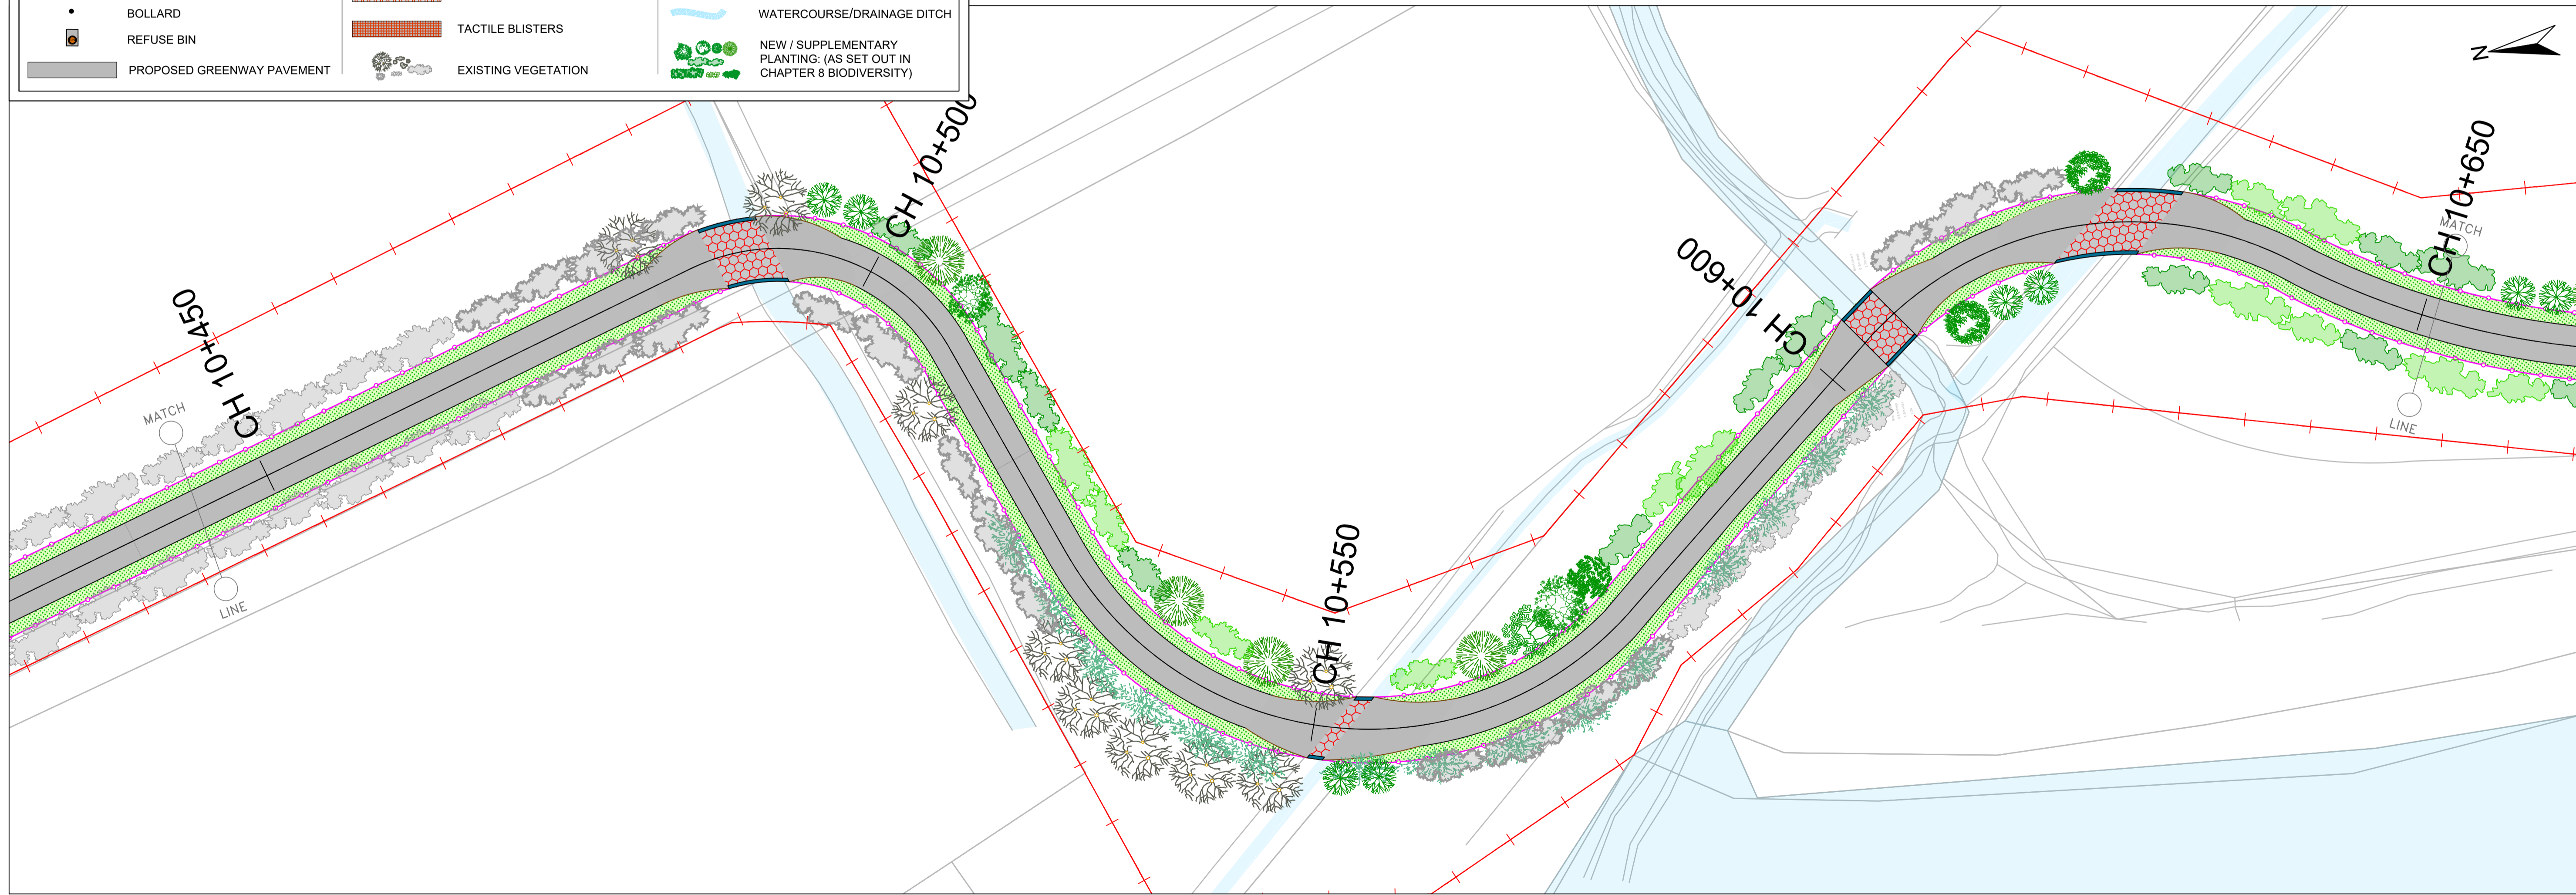 BOLLARD
REFUSE BIN
PROPOSED GREENWAY PAVEMENT
TACTILE BLISTERS
EXISTING VEGETATION
WATERCOURSE/DRAINAGE DITCH
NEW / SUPPLEMENTARY
PLANTING: (AS SET OUT IN
CHAPTER 8 BIODIVERSITY)
N
MATCH
LINE
CH 10+450
CH 10+500
CH 10+550
CH 10+600
CH 10+650
MATCH
LINE